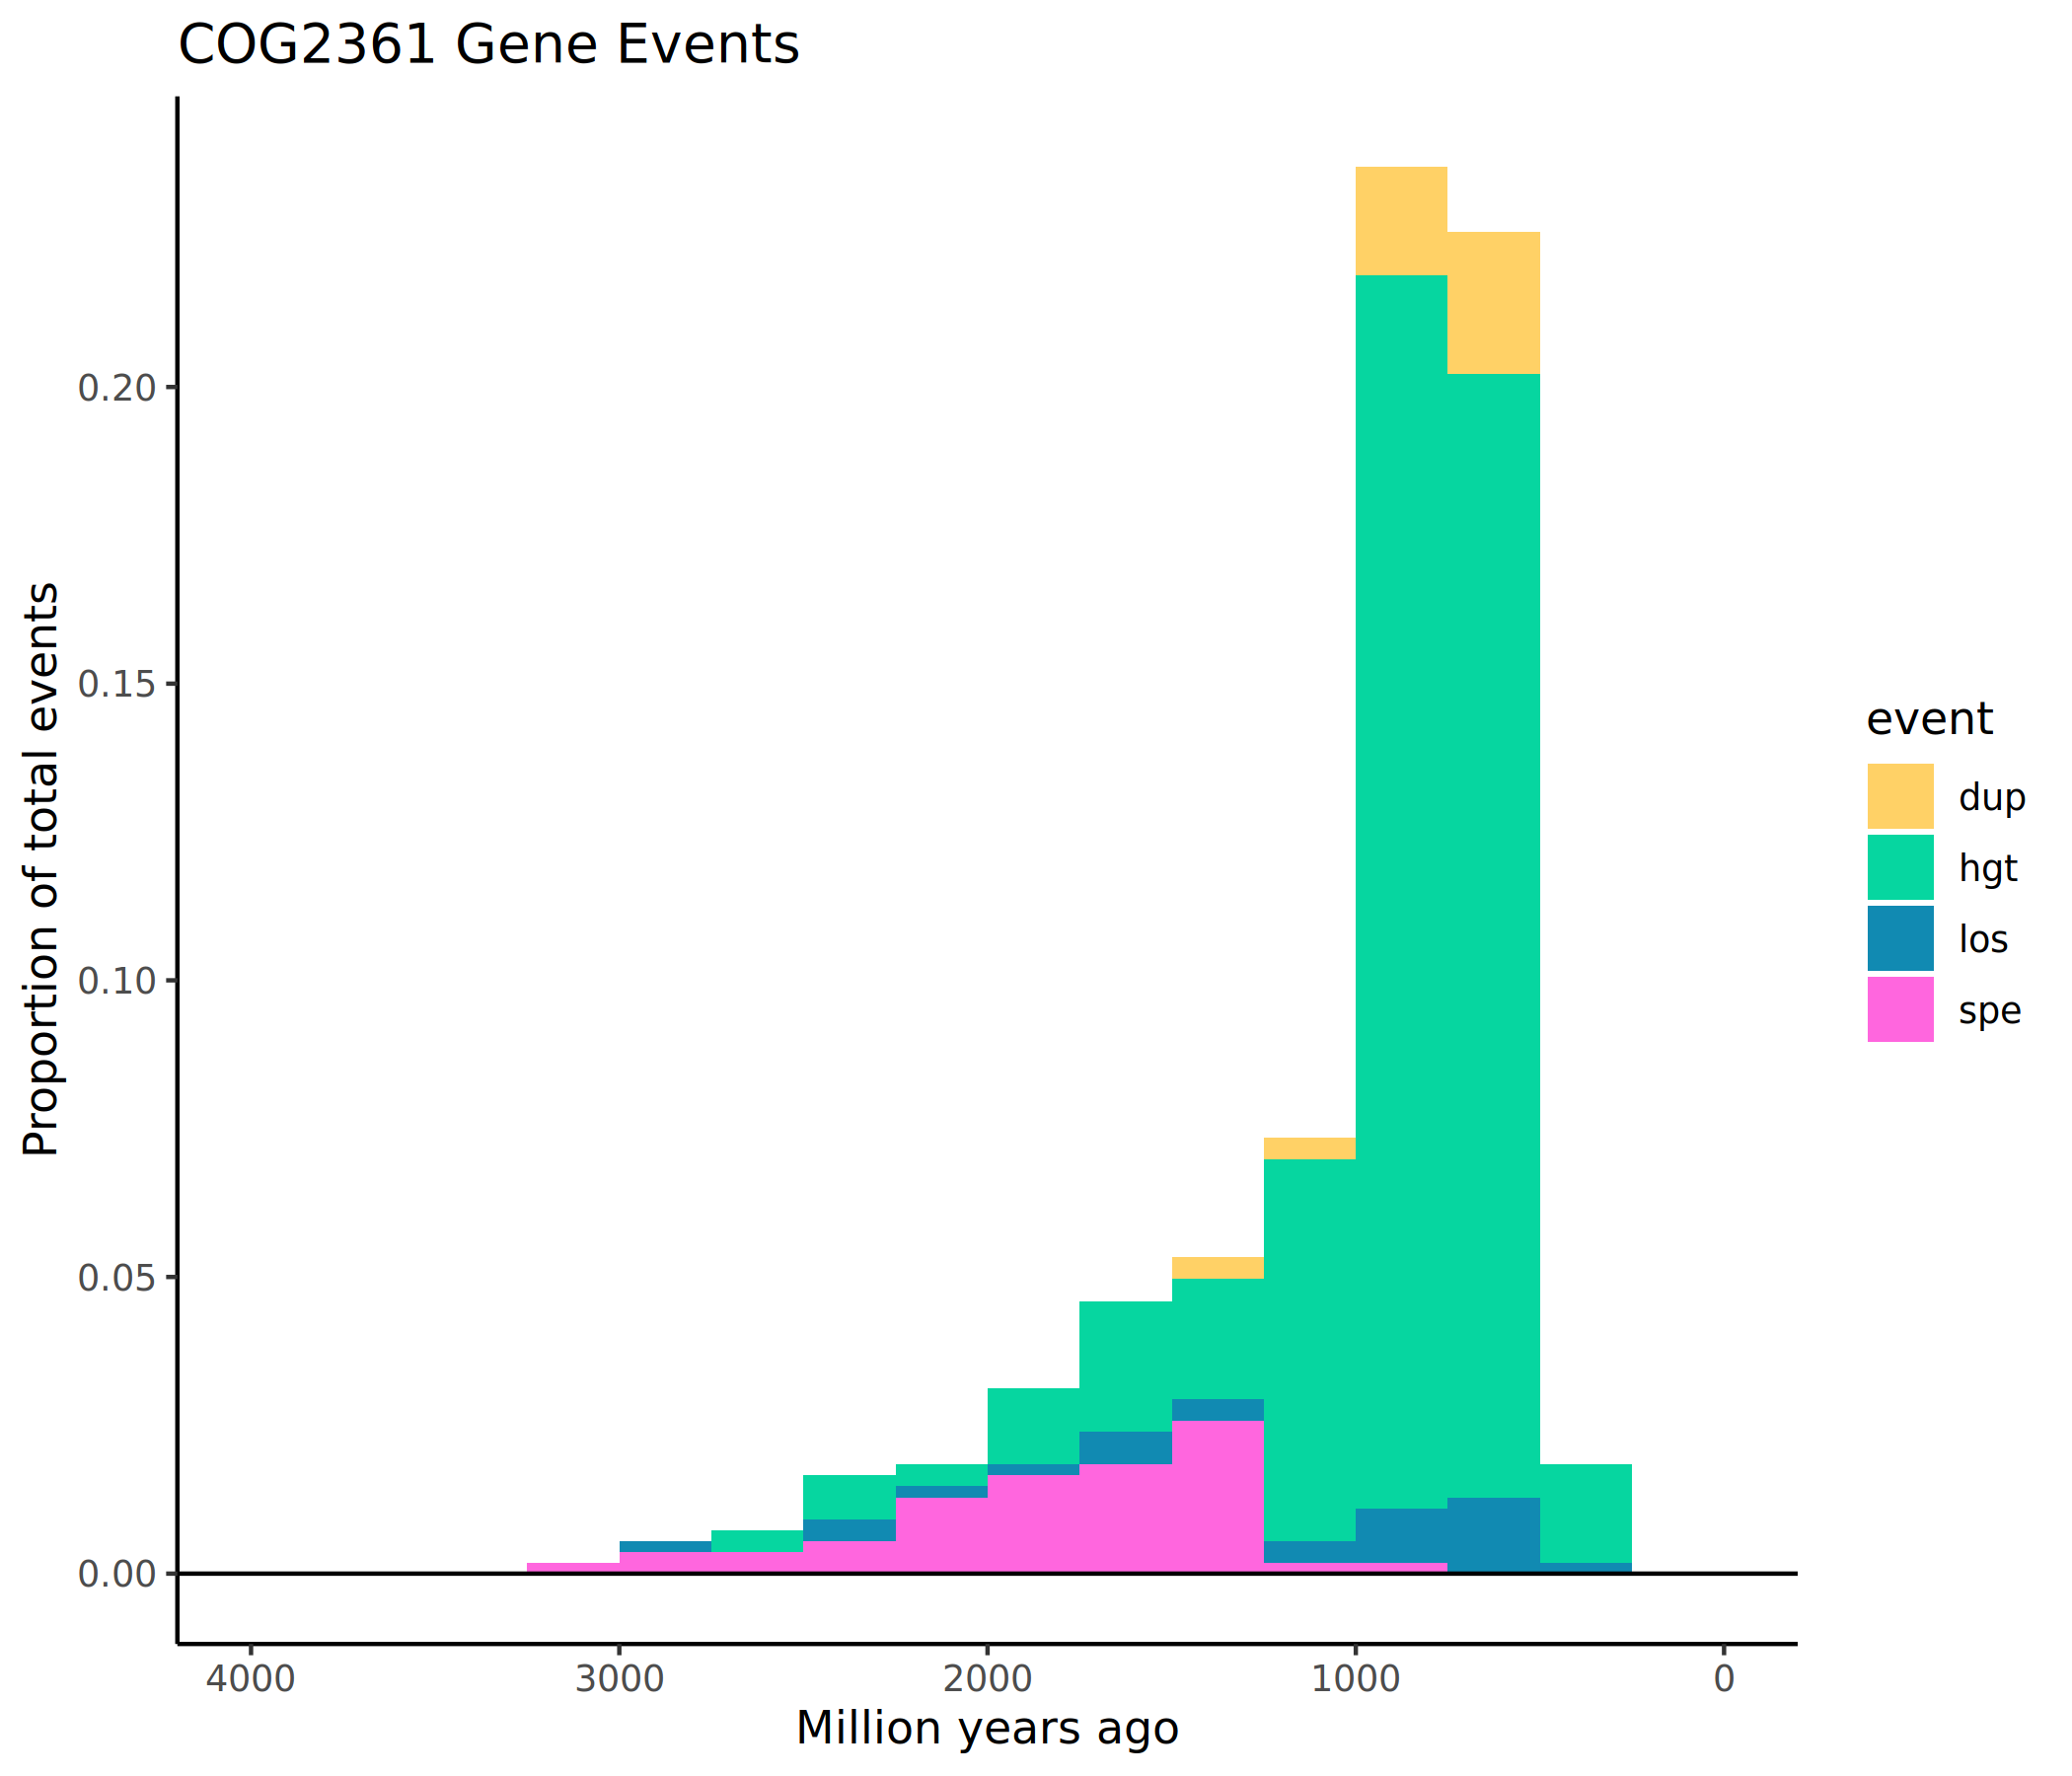 COG2361 Gene Events
Proportion of total events
0.20
0.15
0.10
0.05
0.00
4000 3000 2000 1000 0
Million years ago
event
dup
hgt
los
spe